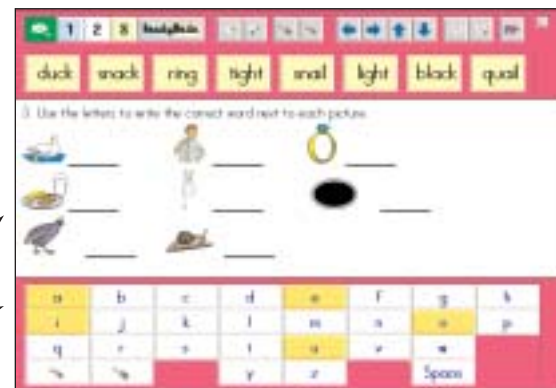 1 2 3
duck snack ring tight snail light black quail
3. Use the letters to write the correct word next to each picture.
a b c d e f g h
i j k l m n o p
q r s t u v w
y z Space